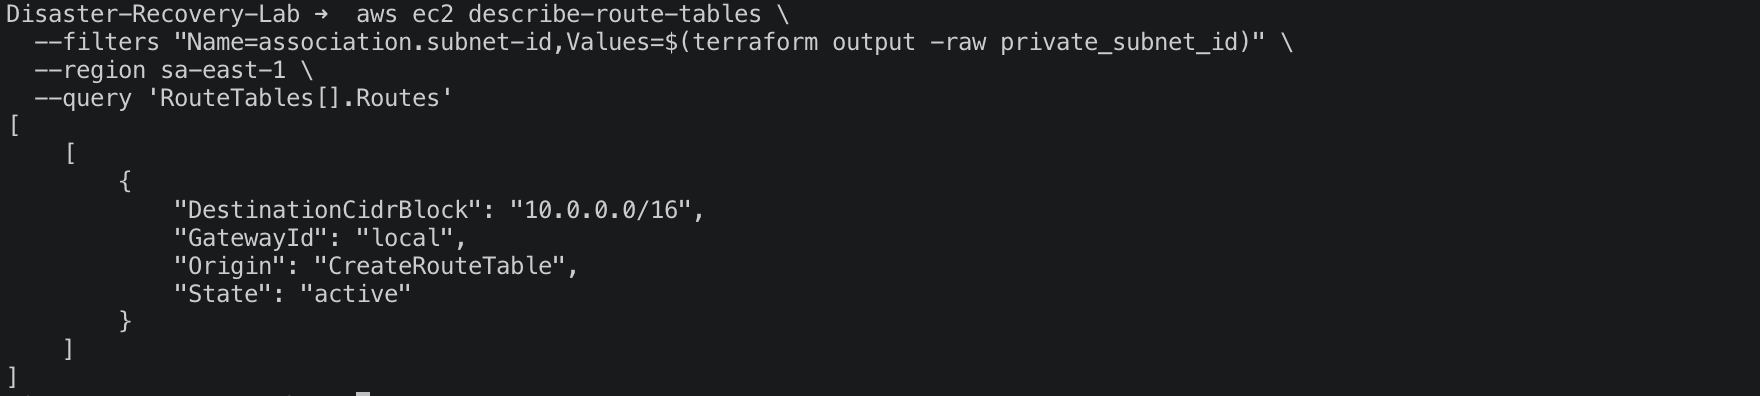 Disaster-Recovery-Lab →  aws ec2 describe-route-tables \
  --filters "Name=association.subnet-id,Values=$(terraform output -raw private_subnet_id)" \
  --region sa-east-1 \
  --query 'RouteTables[].Routes'
[
    [
        {
            "DestinationCidrBlock": "10.0.0.0/16",
            "GatewayId": "local",
            "Origin": "CreateRouteTable",
            "State": "active"
        }
    ]
]